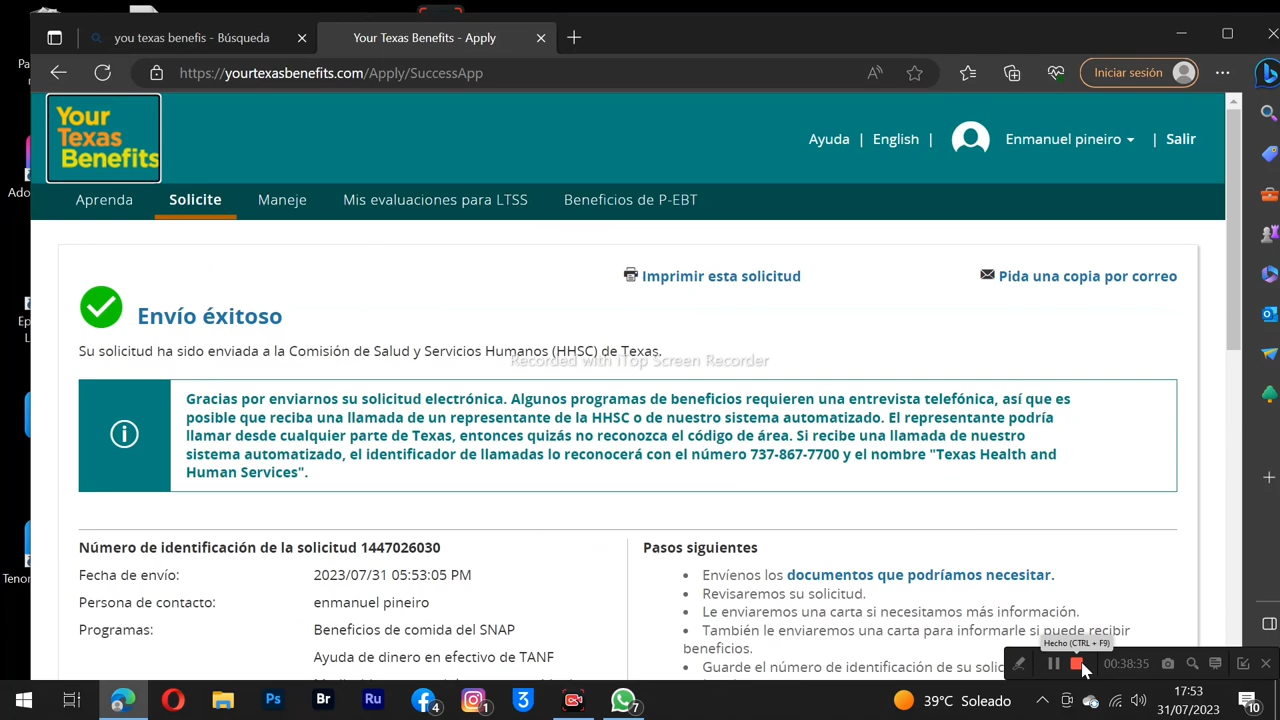 you texas benefis - Búsqueda
Your Texas Benefits - Apply
https://yourtexasbenefits.com/Apply/SuccessApp
Iniciar sesión
Your
Texas
Benefits
Ayuda | English | Enmanuel pineiro | Salir
Aprenda Solicite Maneje Mis evaluaciones para LTSS Beneficios de P-EBT
Imprimir esta solicitud
Pida una copia por correo
Envío éxitoso
Su solicitud ha sido enviada a la Comisión de Salud y Servicios Humanos (HHSC) de Texas.
Recorded with iTop Screen Recorder
Gracias por enviarnos su solicitud electrónica. Algunos programas de beneficios requieren una entrevista telefónica, así que es
posible que reciba una llamada de un representante de la HHSC o de nuestro sistema automatizado. El representante podría
llamar desde cualquier parte de Texas, entonces quizás no reconozca el código de área. Si recibe una llamada de nuestro
sistema automatizado, el identificador de llamadas lo reconocerá con el número 737-867-7700 y el nombre "Texas Health and
Human Services".
Número de identificación de la solicitud 1447026030
Fecha de envío: 2023/07/31 05:53:05 PM
Persona de contacto: enmanuel pineiro
Programas: Beneficios de comida del SNAP
Ayuda de dinero en efectivo de TANF
Pasos siguientes
• Envíenos los documentos que podríamos necesitar.
• Revisaremos su solicitud.
• Le enviaremos una carta si necesitamos más información.
• También le enviaremos una carta para informarle si puede recibir
beneficios.
• Guarde el número de identificación de su
Hecho (CTRL + F9)
00:38:35
Ps Br Ru
4 1 3 7
39°C Soleado
17:53
31/07/2023
10